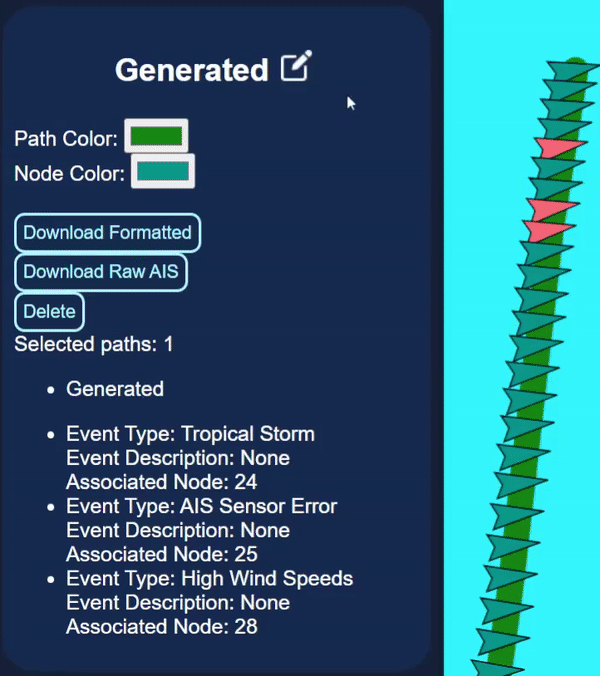 Generated
Path Color:
Node Color:
Download Formatted
Download Raw AIS
Delete
Selected paths: 1
• Generated
• Event Type: Tropical Storm
Event Description: None
Associated Node: 24
• Event Type: AIS Sensor Error
Event Description: None
Associated Node: 25
• Event Type: High Wind Speeds
Event Description: None
Associated Node: 28